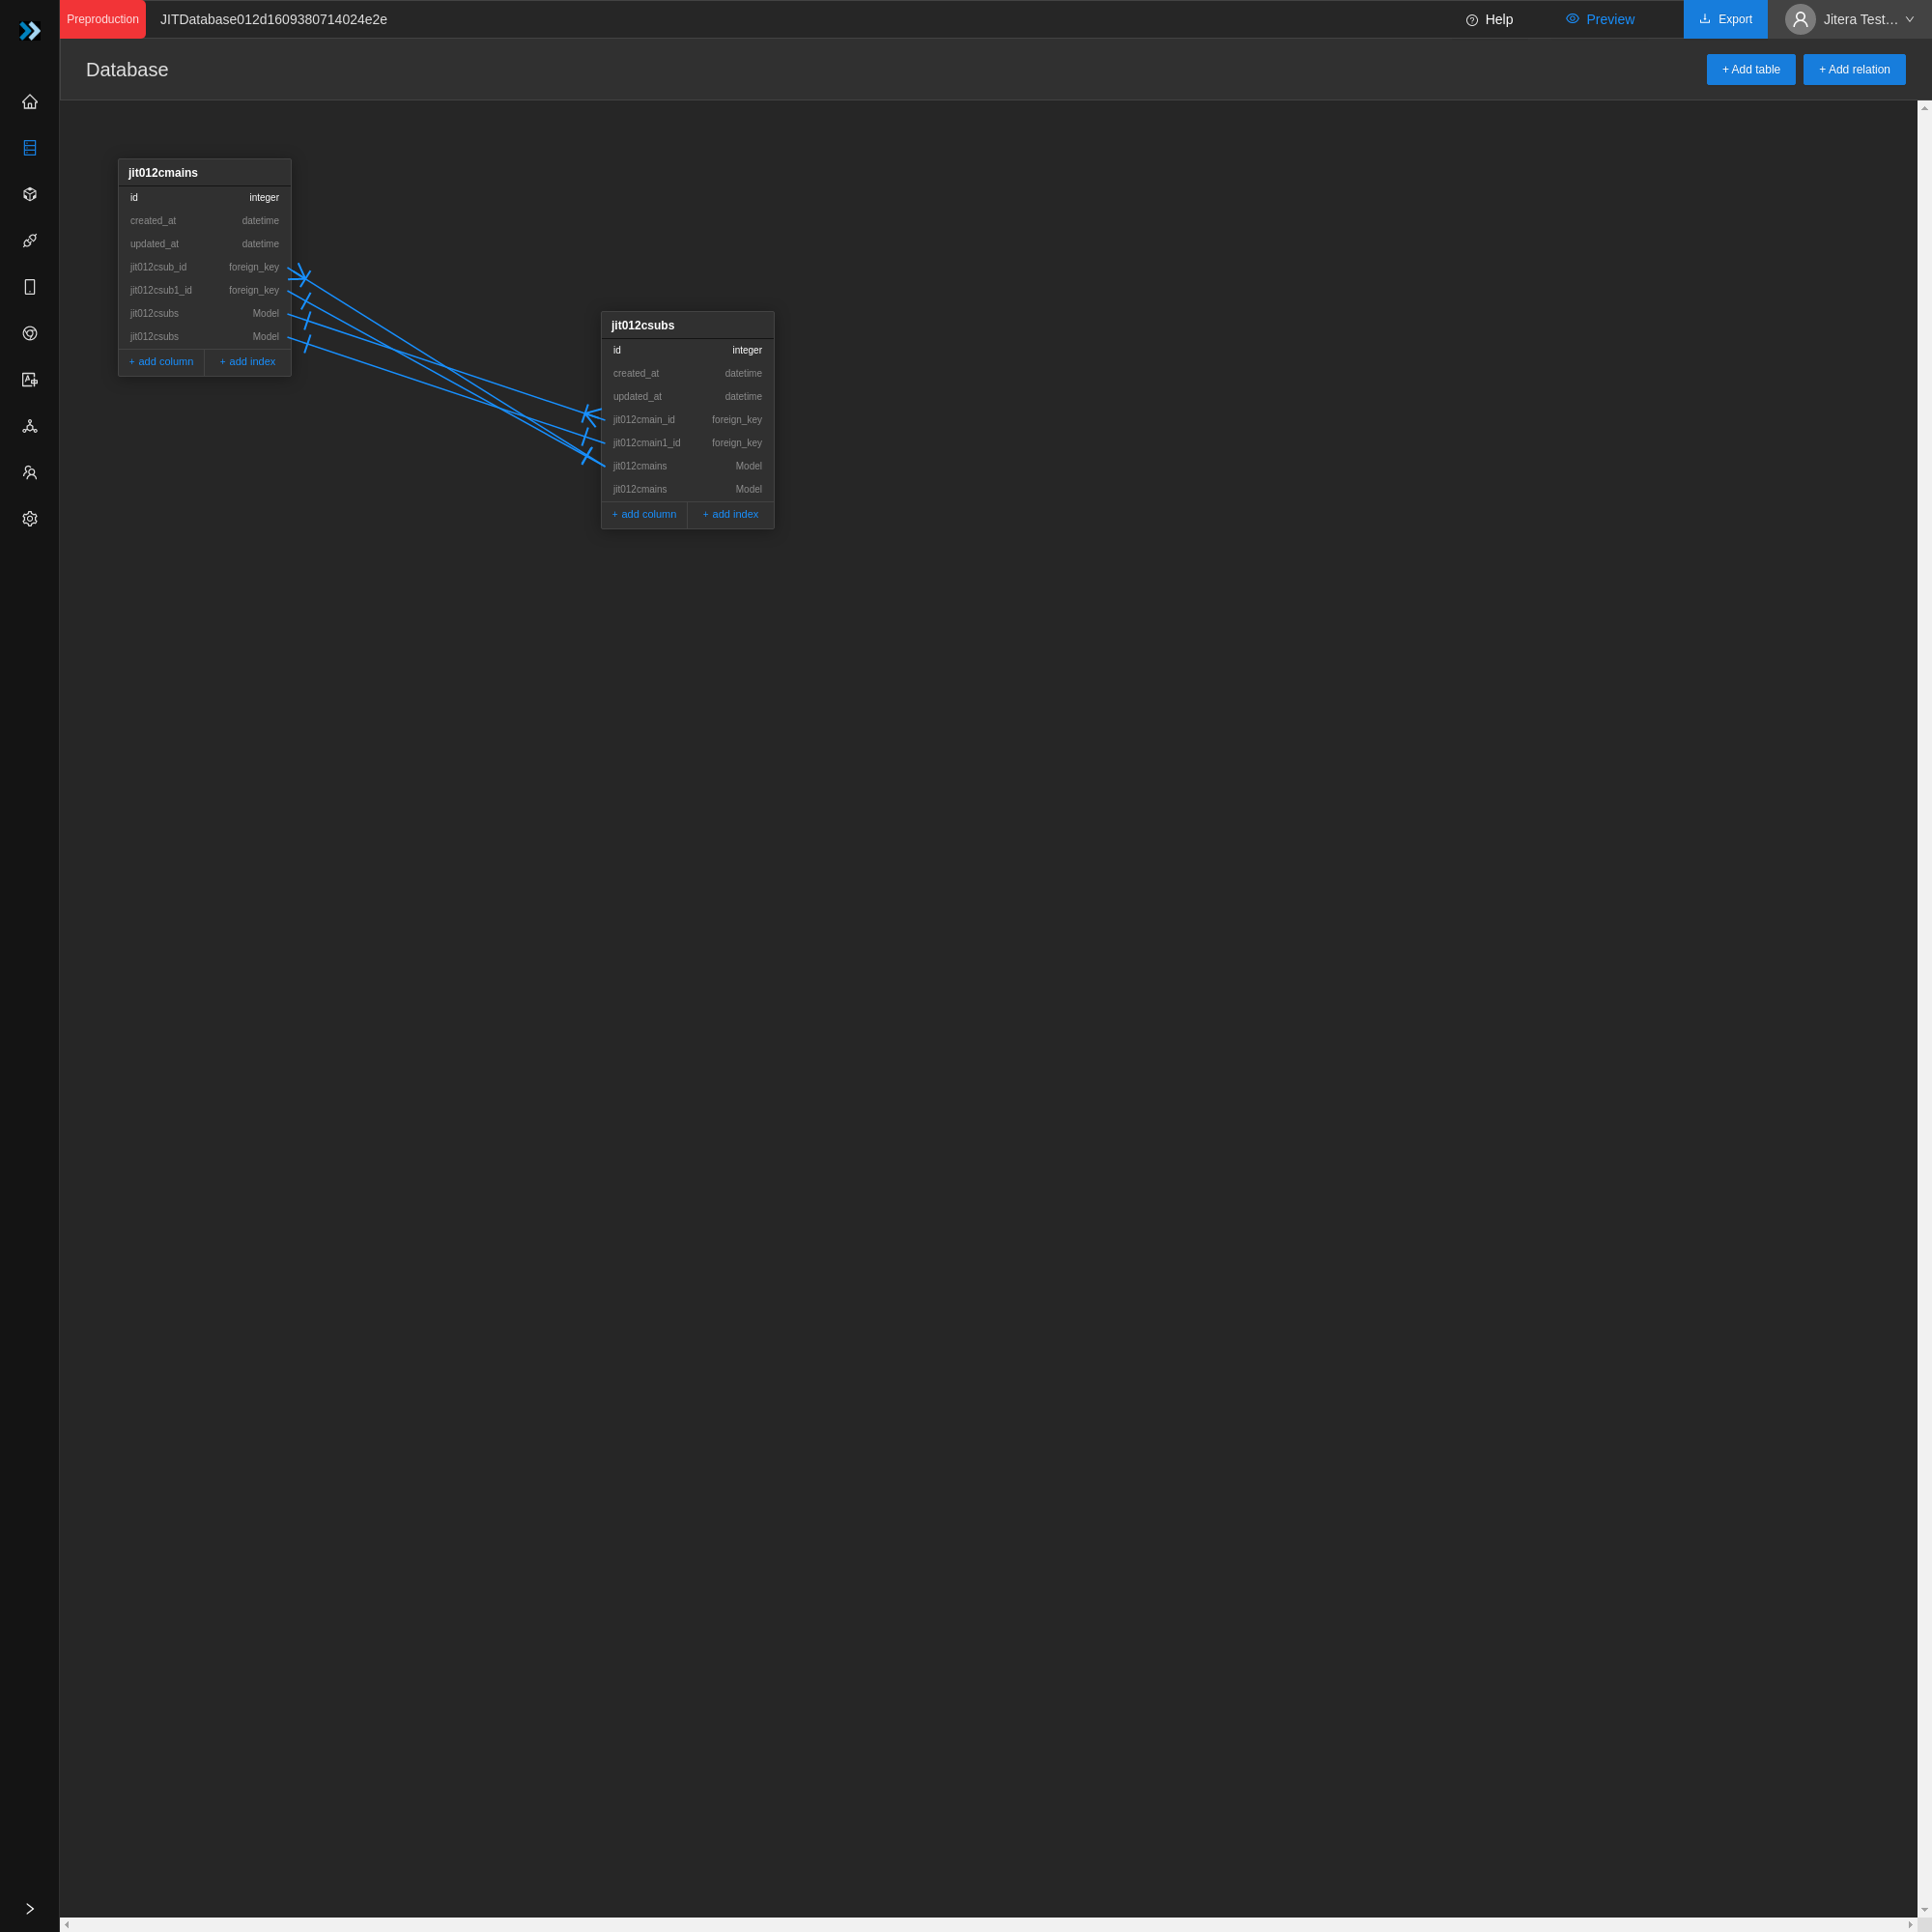 Preproduction JITDatabase012d1609380714024e2e Help Preview Export Jitera Test…
Database + Add table + Add relation
jit012cmains
id integer
created_at datetime
updated_at datetime
jit012csub_id foreign_key
jit012csub1_id foreign_key
jit012csubs Model
jit012csubs Model
+ add column + add index
jit012csubs
id integer
created_at datetime
updated_at datetime
jit012cmain_id foreign_key
jit012cmain1_id foreign_key
jit012cmains Model
jit012cmains Model
+ add column + add index